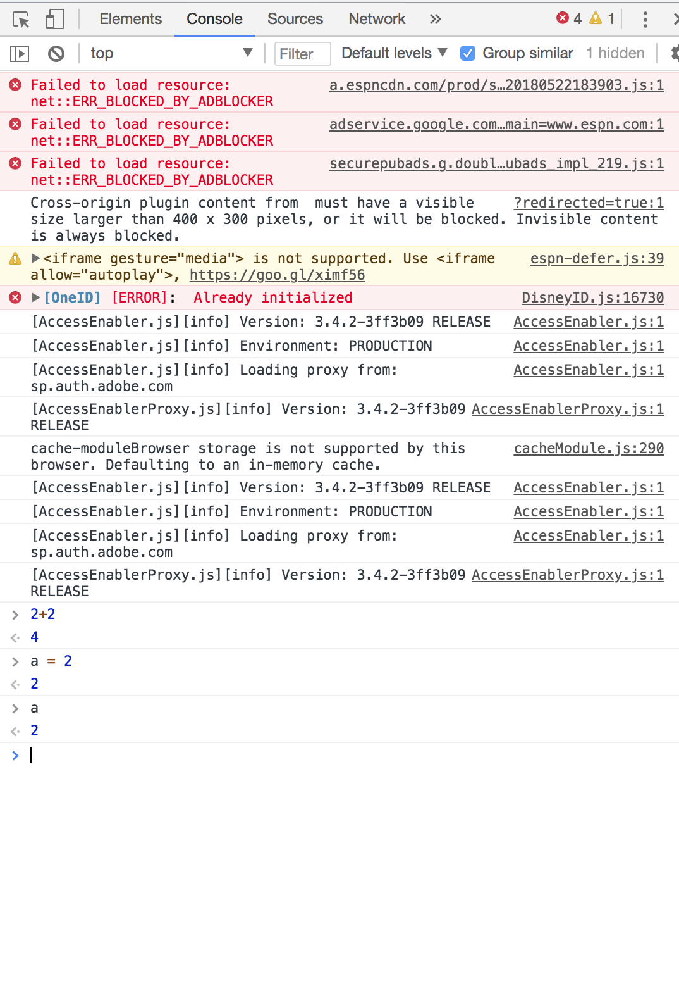 Elements Console Sources Network » 4 1
top ▼ Filter Default levels ▼ Group similar 1 hidden
Failed to load resource: a.espncdn.com/prod/s…20180522183903.js:1
net::ERR_BLOCKED_BY_ADBLOCKER
Failed to load resource: adservice.google.com…main=www.espn.com:1
net::ERR_BLOCKED_BY_ADBLOCKER
Failed to load resource: securepubads.g.doubl…ubads_impl_219.js:1
net::ERR_BLOCKED_BY_ADBLOCKER
Cross-origin plugin content from  must have a visible ?redirected=true:1
size larger than 400 x 300 pixels, or it will be blocked. Invisible content
is always blocked.
▶<iframe gesture="media"> is not supported. Use <iframe espn-defer.js:39
allow="autoplay">, https://goo.gl/ximf56
▶[OneID] [ERROR]:  Already initialized DisneyID.js:16730
[AccessEnabler.js][info] Version: 3.4.2-3ff3b09 RELEASE AccessEnabler.js:1
[AccessEnabler.js][info] Environment: PRODUCTION AccessEnabler.js:1
[AccessEnabler.js][info] Loading proxy from: AccessEnabler.js:1
sp.auth.adobe.com
[AccessEnablerProxy.js][info] Version: 3.4.2-3ff3b09 AccessEnablerProxy.js:1
RELEASE
cache-moduleBrowser storage is not supported by this cacheModule.js:290
browser. Defaulting to an in-memory cache.
[AccessEnabler.js][info] Version: 3.4.2-3ff3b09 RELEASE AccessEnabler.js:1
[AccessEnabler.js][info] Environment: PRODUCTION AccessEnabler.js:1
[AccessEnabler.js][info] Loading proxy from: AccessEnabler.js:1
sp.auth.adobe.com
[AccessEnablerProxy.js][info] Version: 3.4.2-3ff3b09 AccessEnablerProxy.js:1
RELEASE
> 2+2
4
> a = 2
2
> a
2
>